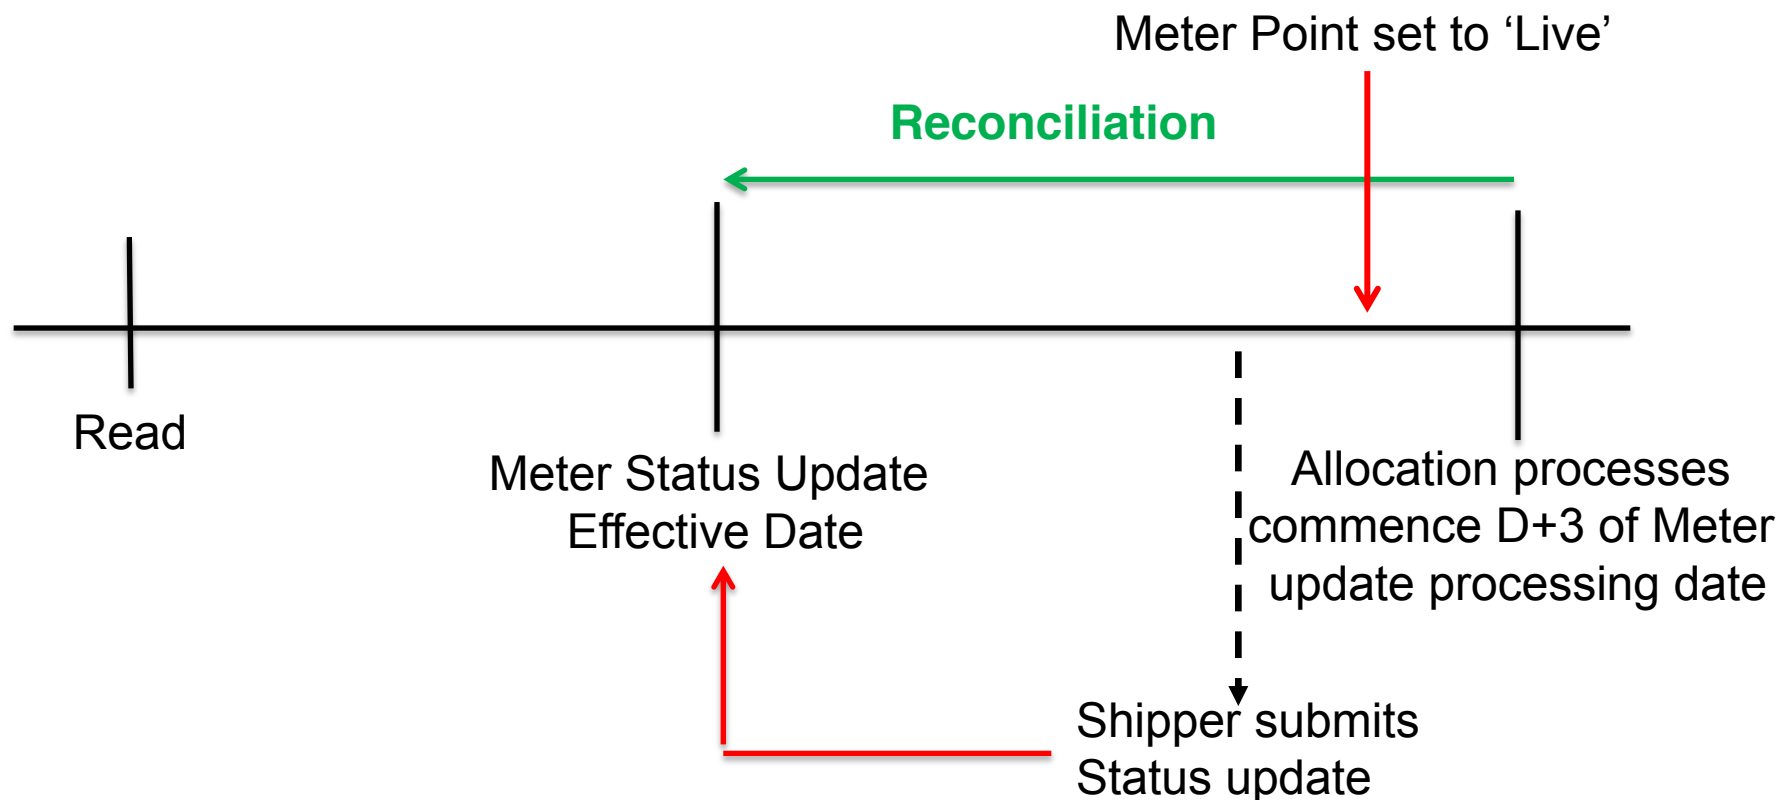 Meter Point set to ‘Live’
Reconciliation
Read
Meter Status Update
Effective Date
Allocation processes
commence D+3 of Meter
update processing date
Shipper submits
Status update